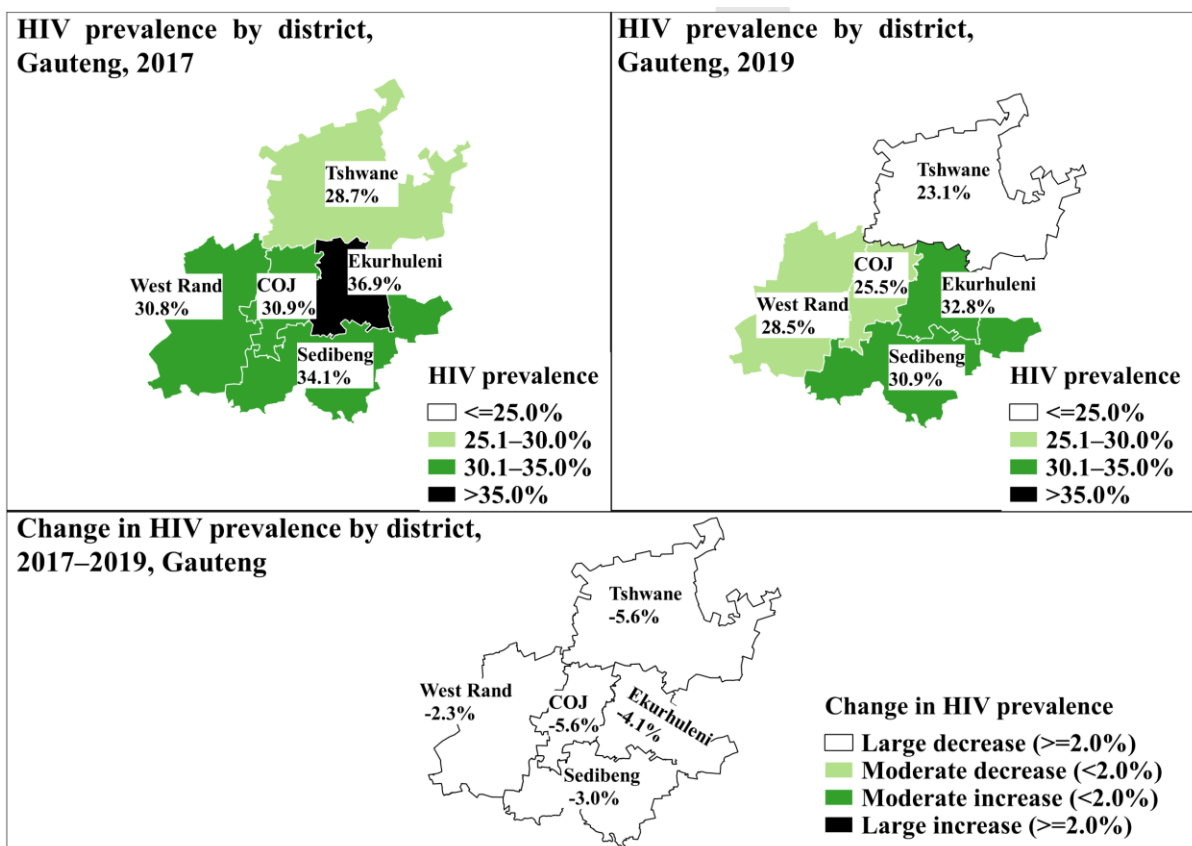 HIV prevalence by district,
Gauteng, 2017
Tshwane
28.7%
West Rand
30.8%
COJ
30.9%
Ekurhuleni
36.9%
Sedibeng
34.1%
HIV prevalence
<=25.0%
25.1–30.0%
30.1–35.0%
>35.0%
HIV prevalence by district,
Gauteng, 2019
Tshwane
23.1%
COJ
25.5%
West Rand
28.5%
Ekurhuleni
32.8%
Sedibeng
30.9%
HIV prevalence
<=25.0%
25.1–30.0%
30.1–35.0%
>35.0%
Change in HIV prevalence by district,
2017–2019, Gauteng
Tshwane
-5.6%
West Rand
-2.3%
COJ
-5.6%
Ekurhuleni
-4.1%
Sedibeng
-3.0%
Change in HIV prevalence
Large decrease (>=2.0%)
Moderate decrease (<2.0%)
Moderate increase (<2.0%)
Large increase (>=2.0%)